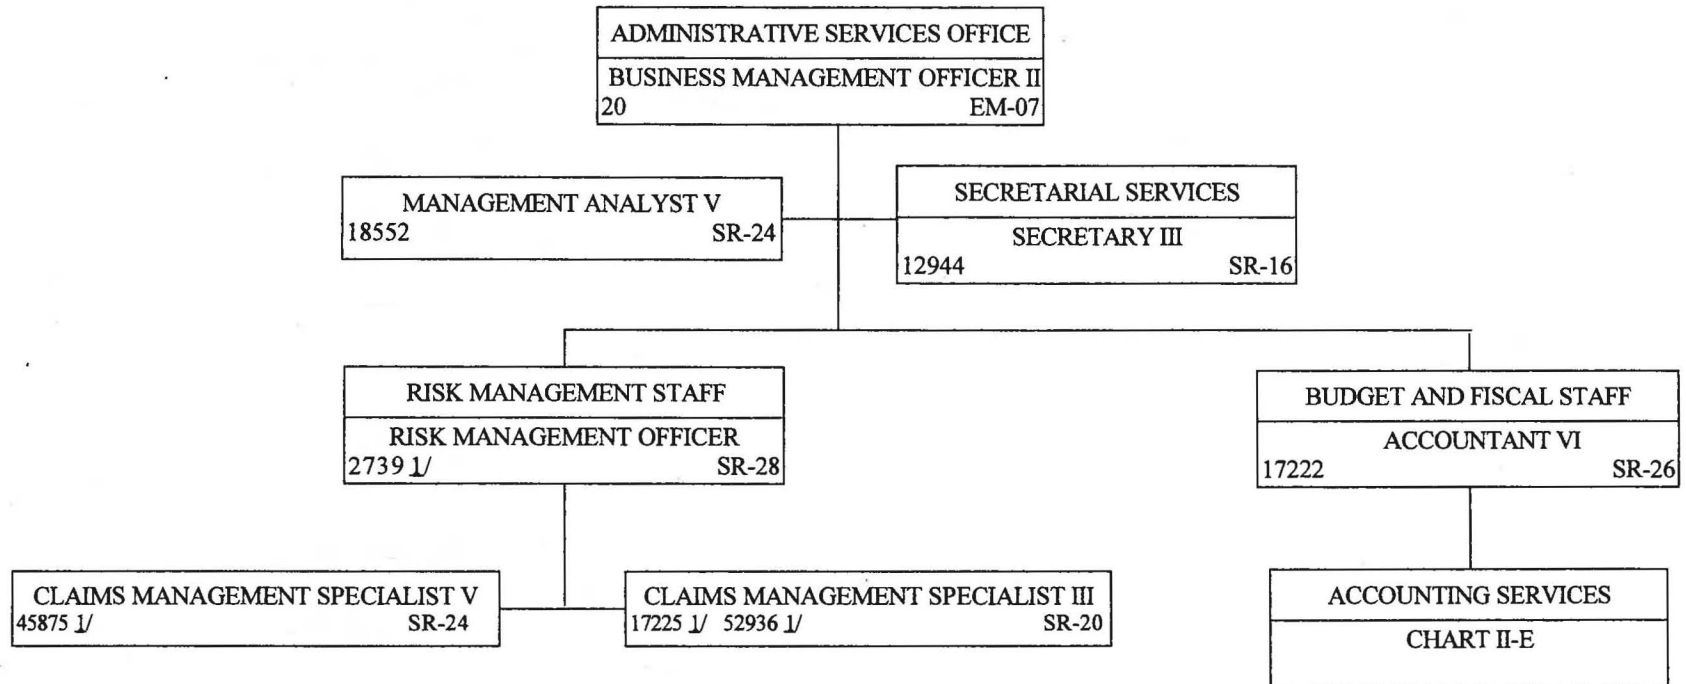 ADMINISTRATIVE SERVICES OFFICE
BUSINESS MANAGEMENT OFFICER II
20 EM-07
MANAGEMENT ANALYST V
18552 SR-24
SECRETARIAL SERVICES
SECRETARY III
12944 SR-16
RISK MANAGEMENT STAFF
RISK MANAGEMENT OFFICER
2739 1/ SR-28
BUDGET AND FISCAL STAFF
ACCOUNTANT VI
17222 SR-26
CLAIMS MANAGEMENT SPECIALIST V
45875 1/ SR-24
CLAIMS MANAGEMENT SPECIALIST III
17225 1/ 52936 1/ SR-20
ACCOUNTING SERVICES
CHART II-E